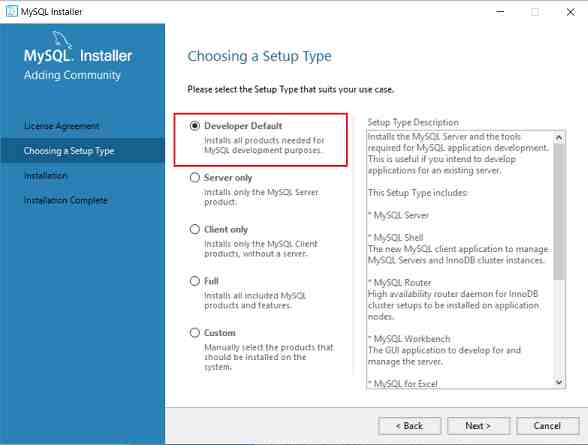 MySQL Installer
MySQL. Installer
Adding Community
License Agreement
Choosing a Setup Type
Installation
Installation Complete
Choosing a Setup Type
Please select the Setup Type that suits your use case.
Developer Default
Installs all products needed for
MySQL development purposes.
Server only
Installs only the MySQL Server
product.
Client only
Installs only the MySQL Client
products, without a server.
Full
Installs all included MySQL
products and features.
Custom
Manually select the products that
should be installed on the
system.
Setup Type Description
Installs the MySQL Server and the tools
required for MySQL application development.
This is useful if you intend to develop
applications for an existing server.
This Setup Type includes:
* MySQL Server
* MySQL Shell
The new MySQL client application to manage
MySQL Servers and InnoDB cluster instances.
* MySQL Router
High availability router daemon for InnoDB
cluster setups to be installed on application
nodes.
* MySQL Workbench
The GUI application to develop for and
manage the server.
* MySQL for Excel
< Back
Next >
Cancel